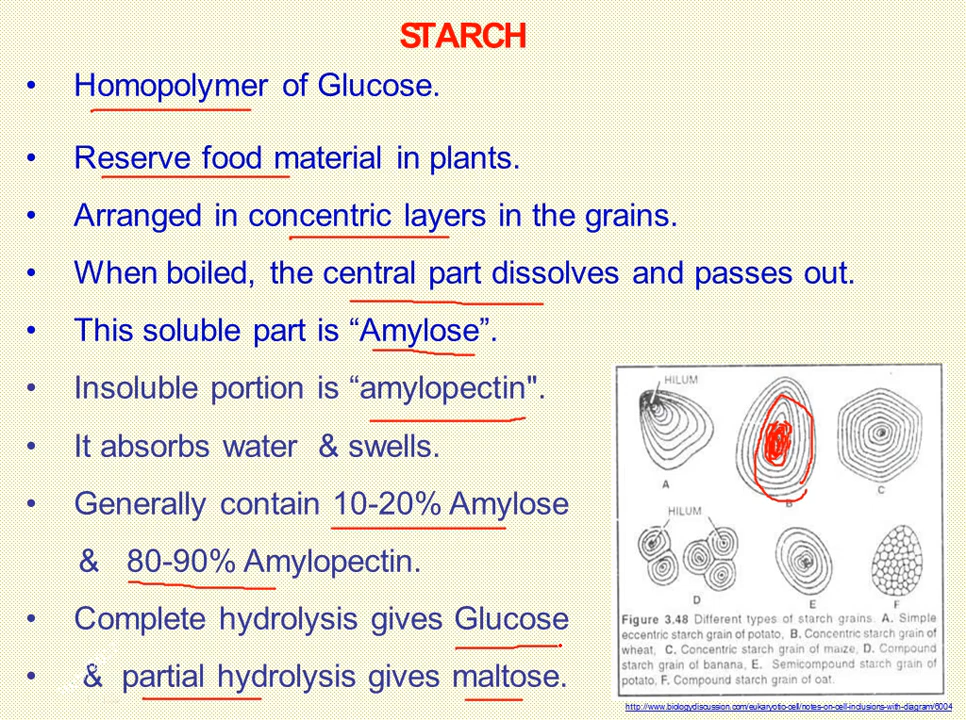 STARCH
• Homopolymer of Glucose.
• Reserve food material in plants.
• Arranged in concentric layers in the grains.
• When boiled, the central part dissolves and passes out.
• This soluble part is “Amylose”.
• Insoluble portion is “amylopectin".
• It absorbs water & swells.
• Generally contain 10-20% Amylose
& 80-90% Amylopectin.
• Complete hydrolysis gives Glucose
• & partial hydrolysis gives maltose.
HILUM
A
B
C
HILUM
D
E
F
Figure 3.48 Different types of starch grains. A. Simple
eccentric starch grain of potato, B. Concentric starch grain of
wheat, C. Concentric starch grain of maize, D. Compound
starch grain of banana, E. Semicompound starch grain of
potato, F. Compound starch grain of oat.
http://www.biologydiscussion.com/eukaryotic-cell/notes-on-cell-inclusions-with-diagram/6004